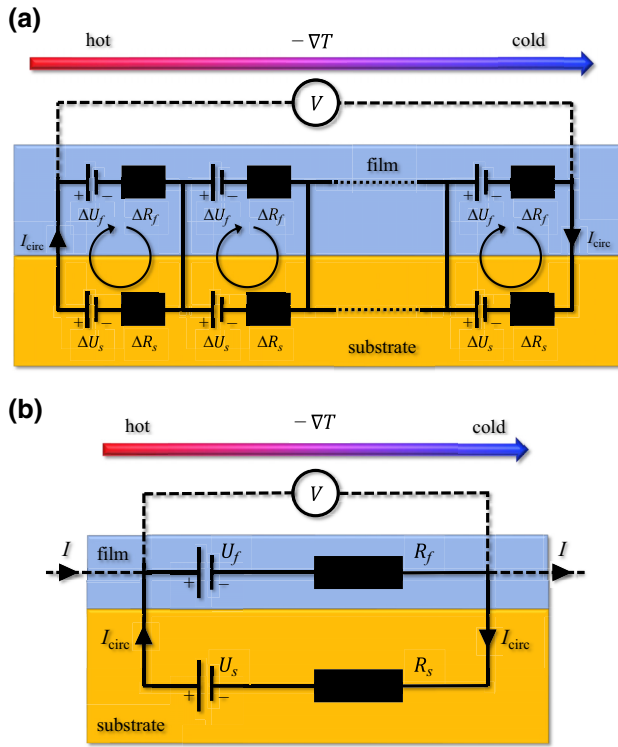 (a)
hot − ∇T cold
V
film
+ − + − + −
ΔU_f ΔR_f ΔU_f ΔR_f ΔU_f ΔR_f
I_circ I_circ
+ − + − + −
ΔU_s ΔR_s ΔU_s ΔR_s ΔU_s ΔR_s
substrate
(b)
hot − ∇T cold
V
I film U_f R_f I
+ −
I_circ I_circ
U_s R_s
+ −
substrate